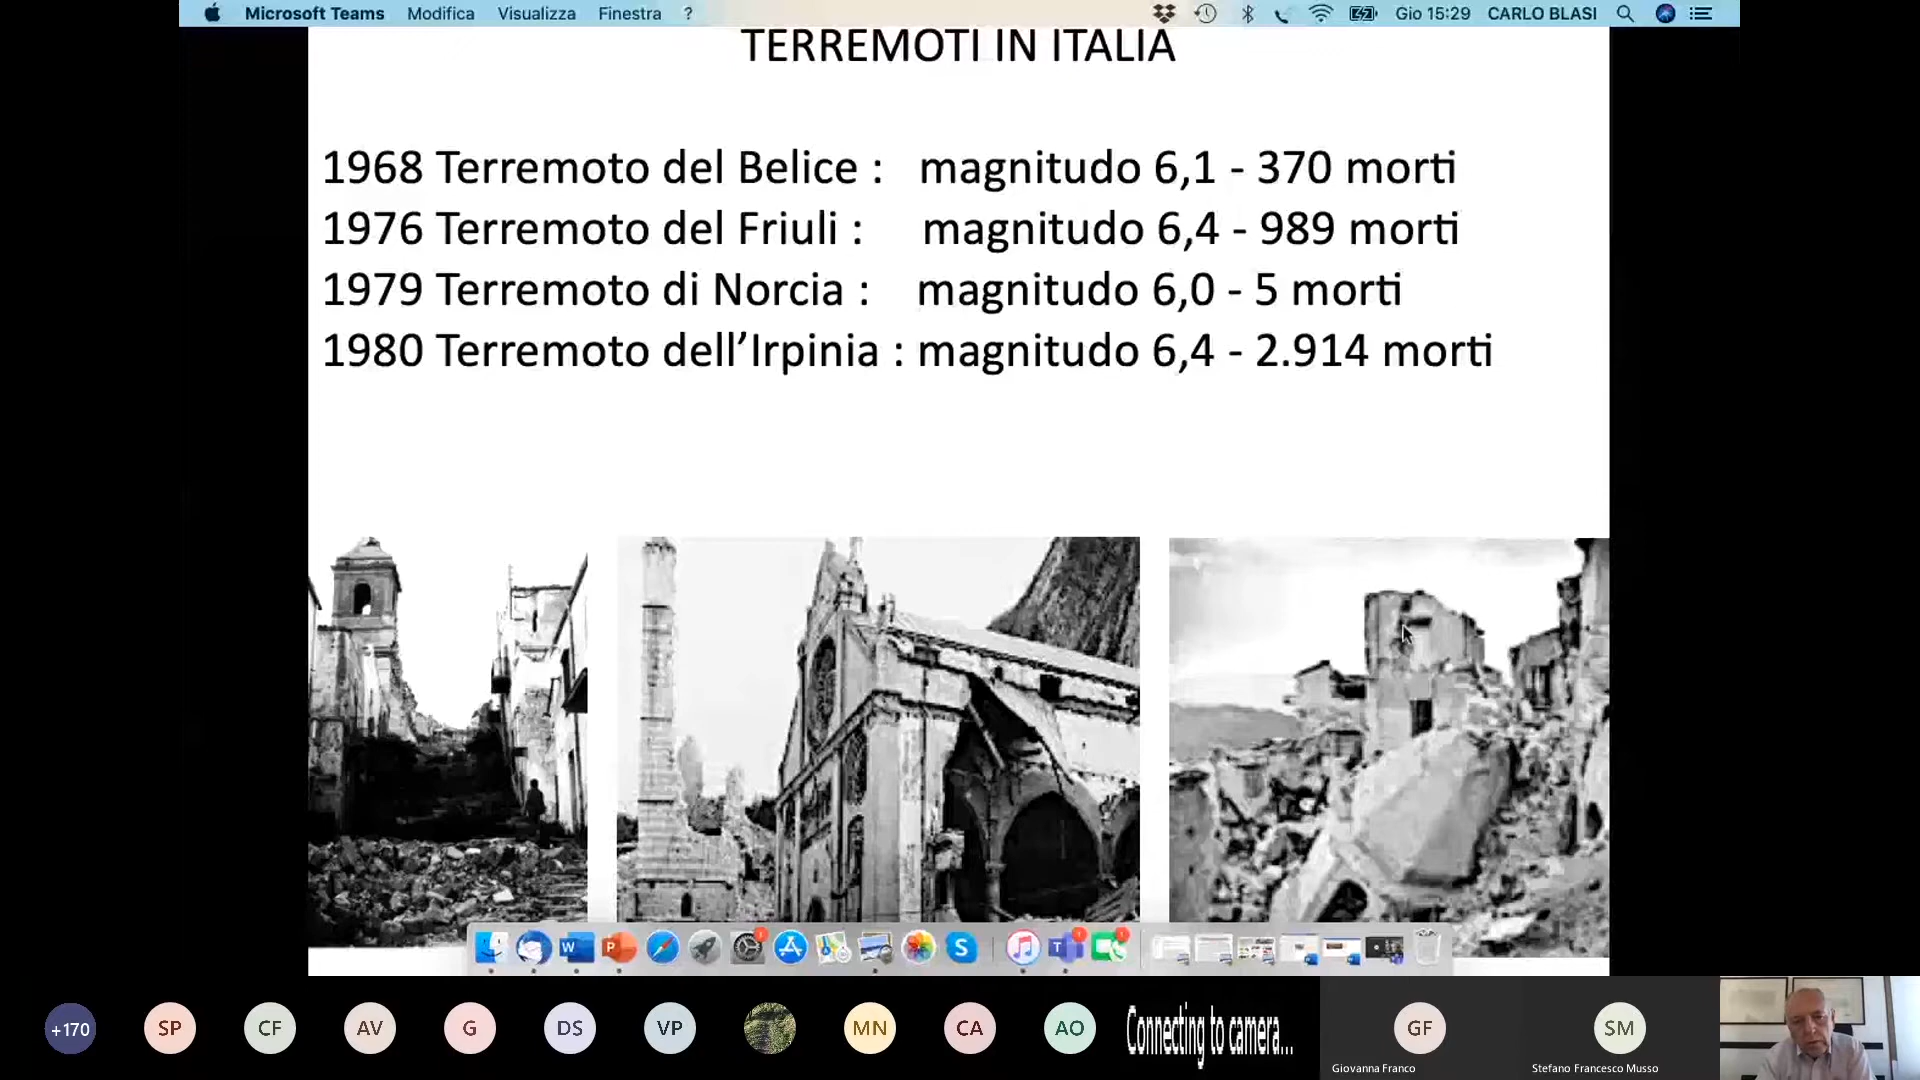 Microsoft Teams Modifica Visualizza Finestra ? Gio 15:29 CARLO BLASI
TERREMOTI IN ITALIA
1968 Terremoto del Belice : magnitudo 6,1 - 370 morti
1976 Terremoto del Friuli : magnitudo 6,4 - 989 morti
1979 Terremoto di Norcia : magnitudo 6,0 - 5 morti
1980 Terremoto dell’Irpinia : magnitudo 6,4 - 2.914 morti
+170 SP CF AV G DS VP MN CA AO Connecting to camera... GF SM
Giovanna Franco Stefano Francesco Musso